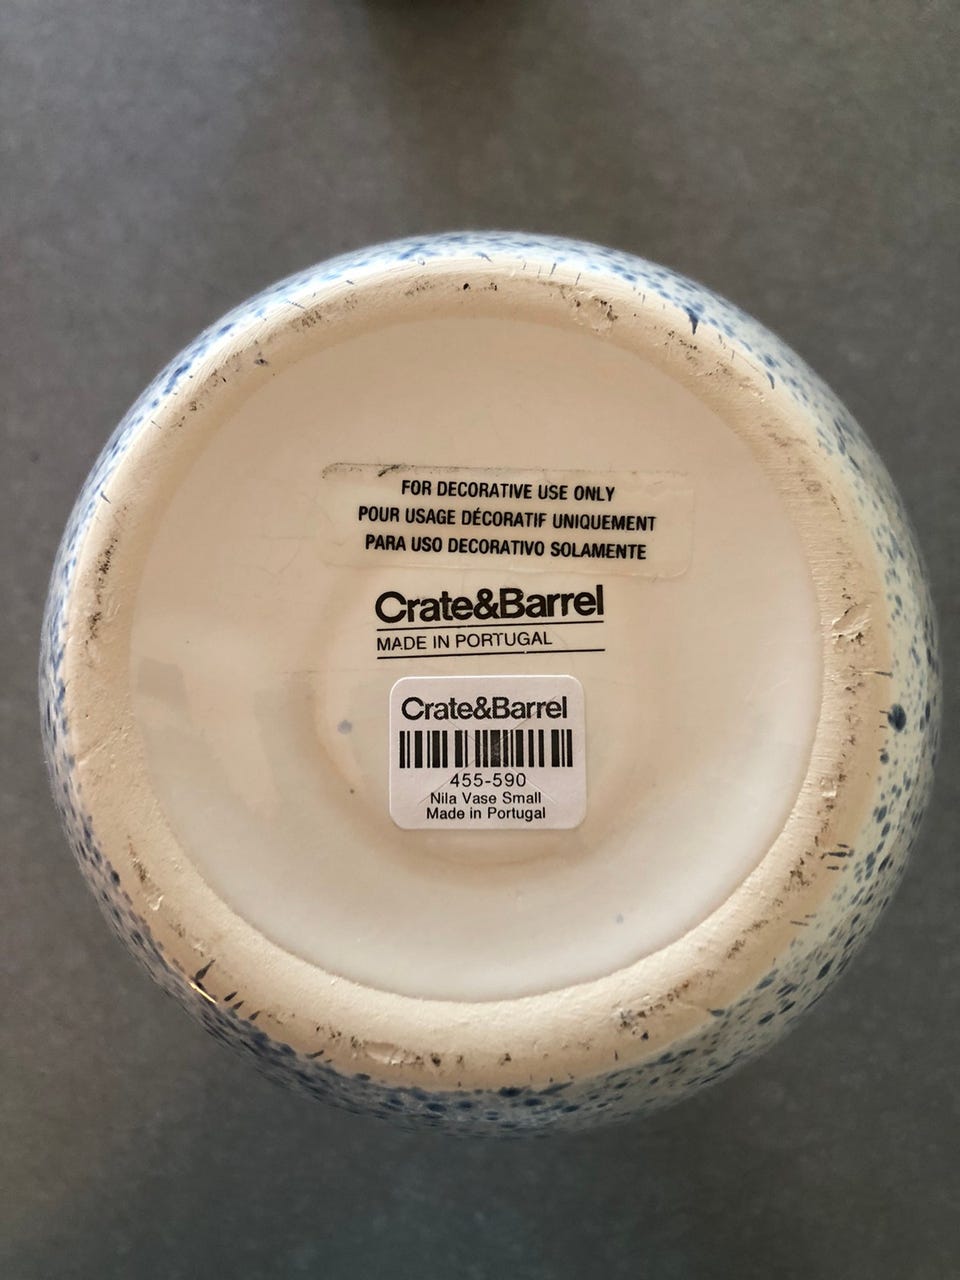 FOR DECORATIVE USE ONLY
POUR USAGE DÉCORATIF UNIQUEMENT
PARA USO DECORATIVO SOLAMENTE
Crate&Barrel
MADE IN PORTUGAL
Crate&Barrel
455-590
Nila Vase Small
Made in Portugal